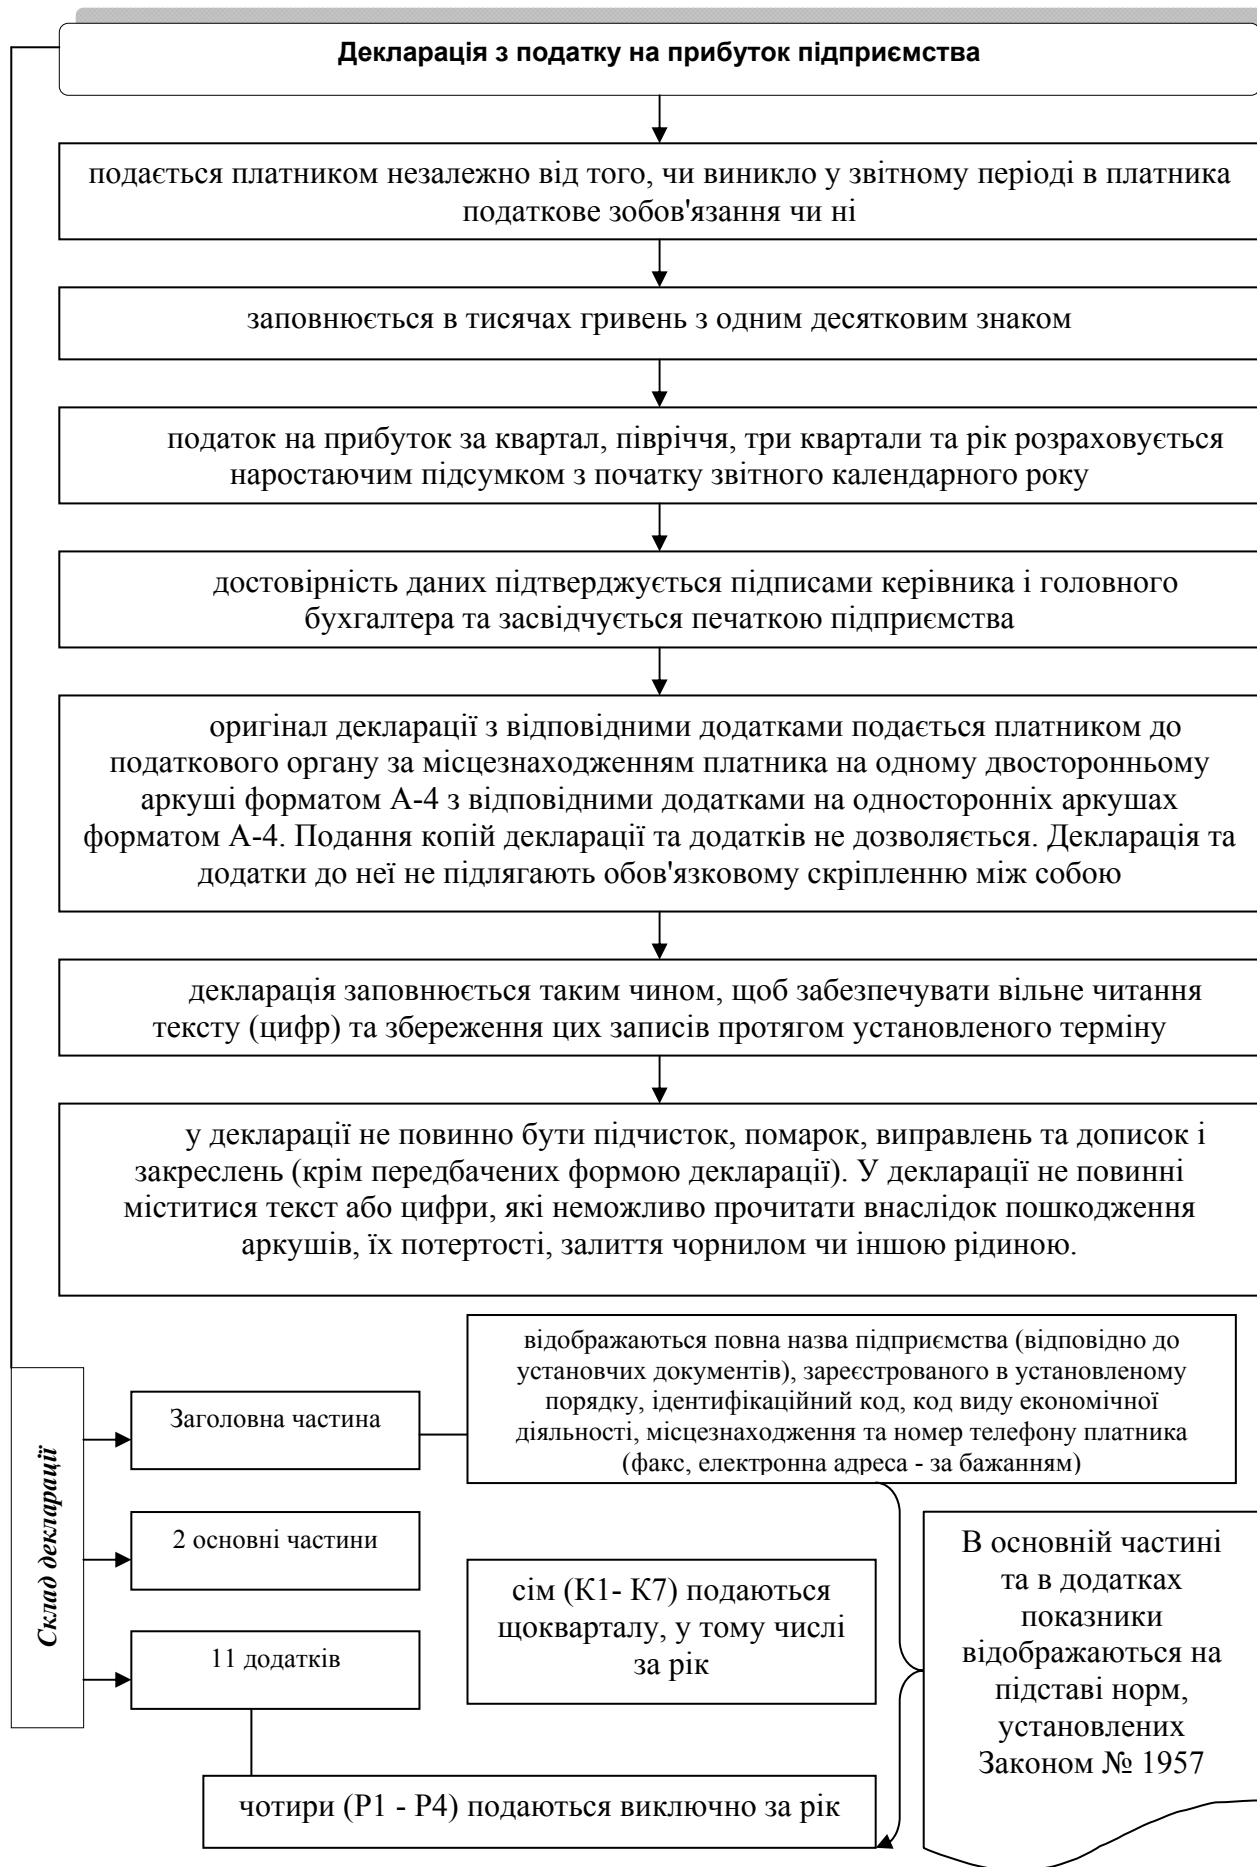 Декларація з податку на прибуток підприємства
подається платником незалежно від того, чи виникло у звітному періоді в платника
податкове зобов'язання чи ні
заповнюється в тисячах гривень з одним десятковим знаком
податок на прибуток за квартал, півріччя, три квартали та рік розраховується
наростаючим підсумком з початку звітного календарного року
достовірність даних підтверджується підписами керівника і головного
бухгалтера та засвідчується печаткою підприємства
оригінал декларації з відповідними додатками подається платником до
податкового органу за місцезнаходженням платника на одному двосторонньому
аркуші форматом А-4 з відповідними додатками на односторонніх аркушах
форматом А-4. Подання копій декларації та додатків не дозволяється. Декларація та
додатки до неї не підлягають обов'язковому скріпленню між собою
декларація заповнюється таким чином, щоб забезпечувати вільне читання
тексту (цифр) та збереження цих записів протягом установленого терміну
у декларації не повинно бути підчисток, помарок, виправлень та дописок і
закреслень (крім передбачених формою декларації). У декларації не повинні
міститися текст або цифри, які неможливо прочитати внаслідок пошкодження
аркушів, їх потертості, залиття чорнилом чи іншою рідиною.
Склад декларації
Заголовна частина
відображаються повна назва підприємства (відповідно до
установчих документів), зареєстрованого в установленому
порядку, ідентифікаційний код, код виду економічної
діяльності, місцезнаходження та номер телефону платника
(факс, електронна адреса - за бажанням)
2 основні частини
11 додатків
сім (К1- К7) подаються
щокварталу, у тому числі
за рік
чотири (Р1 - Р4) подаються виключно за рік
В основній частині
та в додатках
показники
відображаються на
підставі норм,
установлених
Законом № 1957